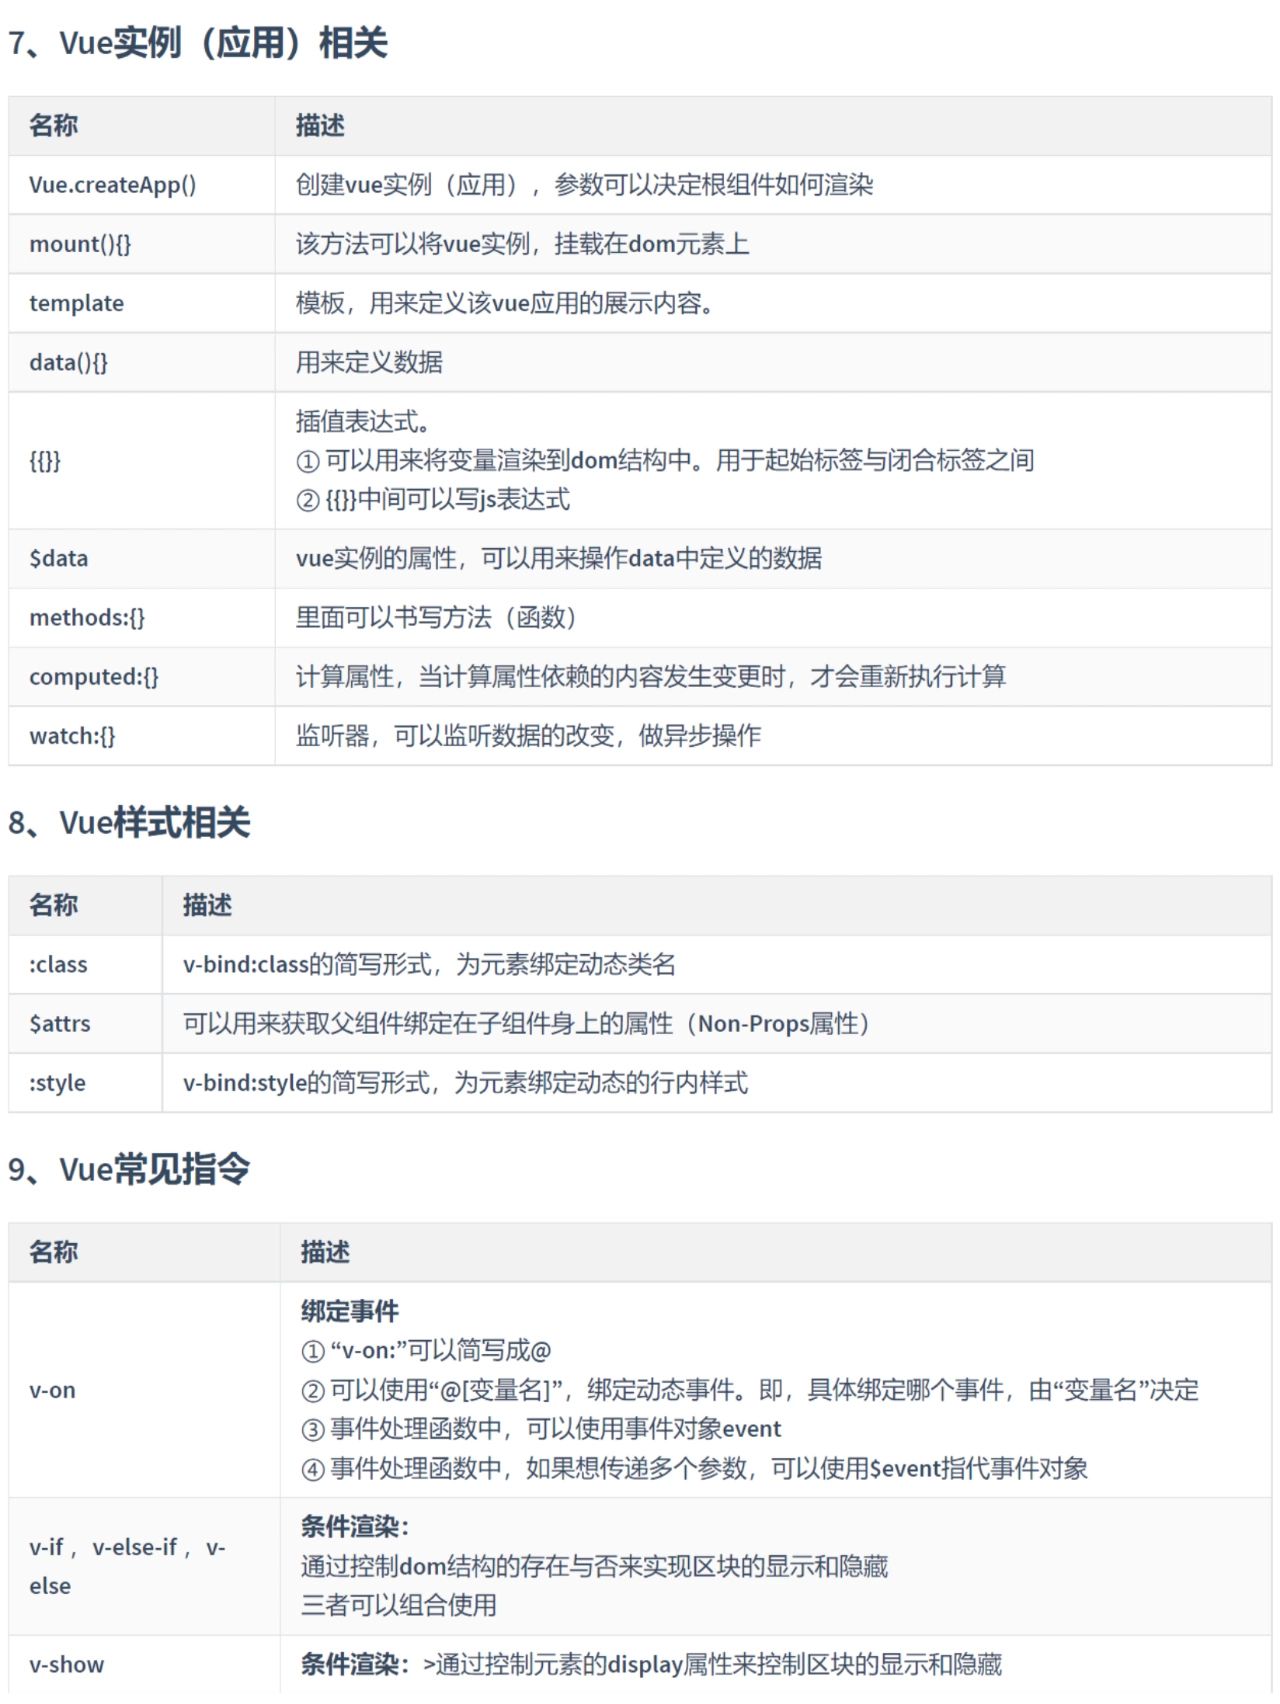 7、Vue实例（应用）相关
名称 描述
Vue.createApp() 创建vue实例（应用），参数可以决定根组件如何渲染
mount(){} 该方法可以将vue实例，挂载在dom元素上
template 模板，用来定义该vue应用的展示内容。
data(){} 用来定义数据
插值表达式。
{{}} ① 可以用来将变量渲染到dom结构中。用于起始标签与闭合标签之间
② {{}}中间可以写js表达式
$data vue实例的属性，可以用来操作data中定义的数据
methods:{} 里面可以书写方法（函数）
computed:{} 计算属性，当计算属性依赖的内容发生变更时，才会重新执行计算
watch:{} 监听器，可以监听数据的改变，做异步操作
8、Vue样式相关
名称 描述
:class v-bind:class的简写形式，为元素绑定动态类名
$attrs 可以用来获取父组件绑定在子组件身上的属性（Non-Props属性）
:style v-bind:style的简写形式，为元素绑定动态的行内样式
9、Vue常见指令
名称 描述
绑定事件
① “v-on:”可以简写成@
v-on ② 可以使用“@[变量名]”，绑定动态事件。即，具体绑定哪个事件，由“变量名”决定
③ 事件处理函数中，可以使用事件对象event
④ 事件处理函数中，如果想传递多个参数，可以使用$event指代事件对象
v-if ，v-else-if ，v-
else
条件渲染：
通过控制dom结构的存在与否来实现区块的显示和隐藏
三者可以组合使用
v-show 条件渲染：>通过控制元素的display属性来控制区块的显示和隐藏